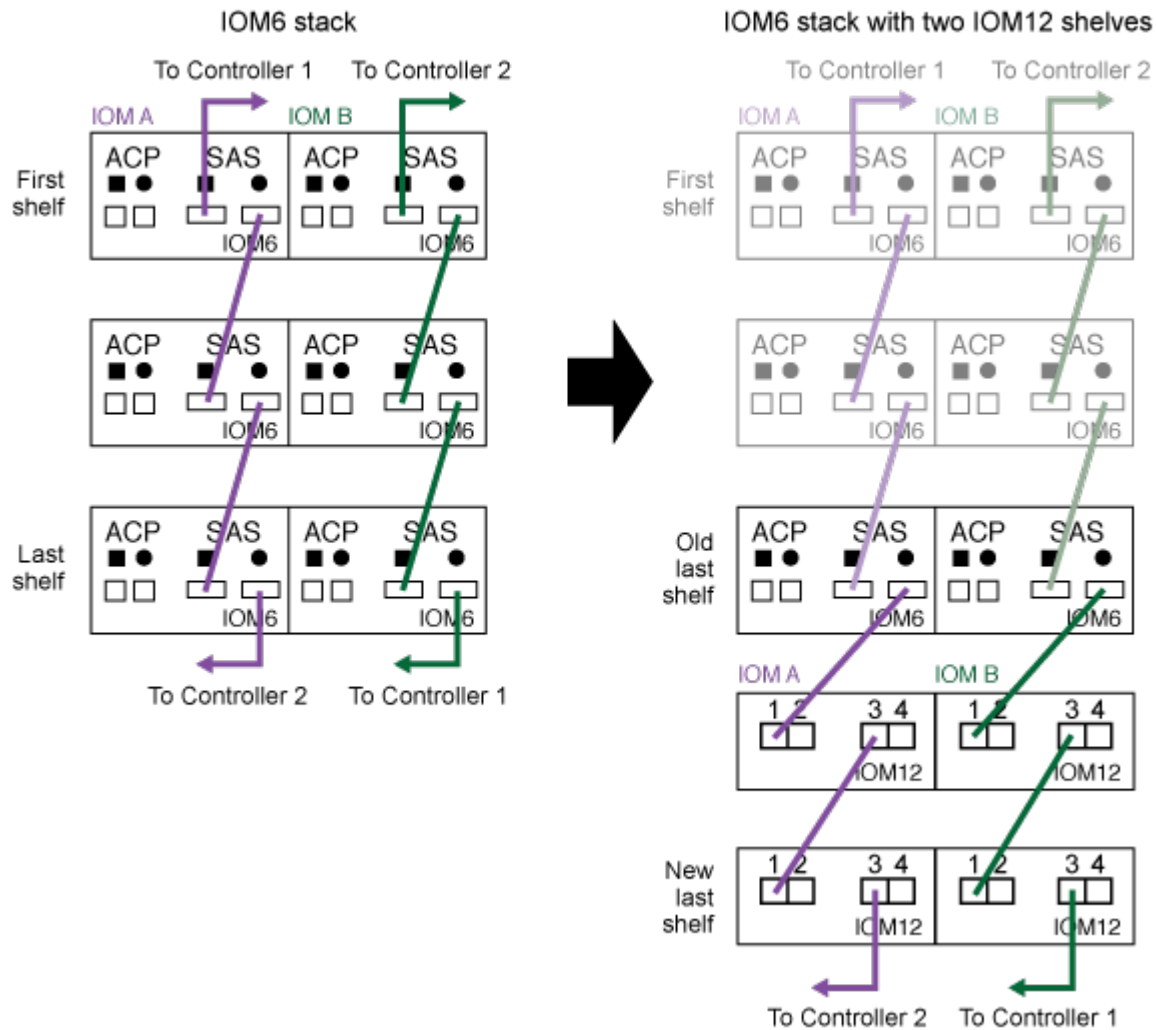 IOM6 stack
To Controller 1 To Controller 2
IOM A IOM B
First
shelf
ACP SAS ACP SAS
IOM6 IOM6
ACP SAS ACP SAS
IOM6 IOM6
Last
shelf
ACP SAS ACP SAS
IOM6 IOM6
To Controller 2 To Controller 1
IOM6 stack with two IOM12 shelves
To Controller 1 To Controller 2
IOM A IOM B
First
shelf
ACP SAS ACP SAS
IOM6 IOM6
ACP SAS ACP SAS
IOM6 IOM6
Old
last
shelf
ACP SAS ACP SAS
IOM6 IOM6
IOM A IOM B
1 2 3 4 1 2 3 4
IOM12 IOM12
New
last
shelf
1 2 3 4 1 2 3 4
IOM12 IOM12
To Controller 2 To Controller 1